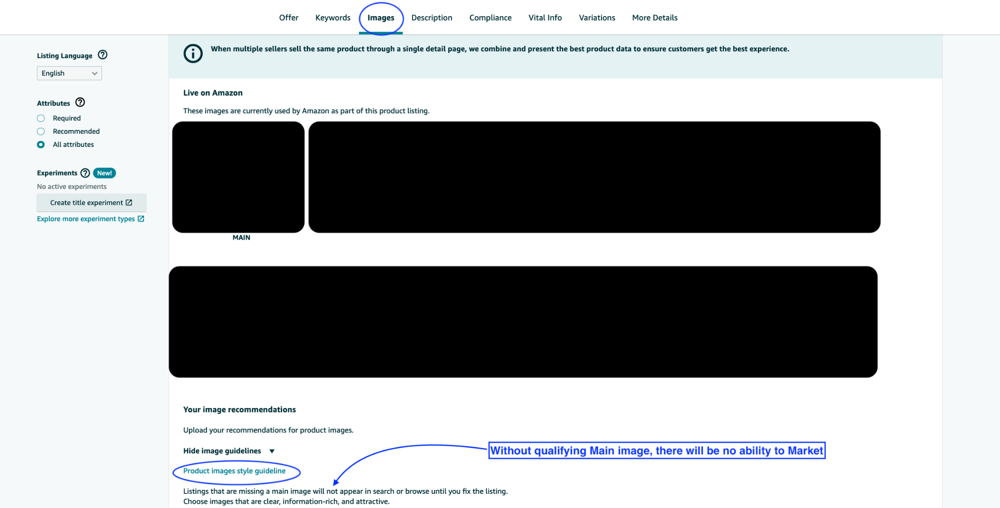 Offer Keywords Images Description Compliance Vital Info Variations More Details
Listing Language
English
Attributes
Required
Recommended
All attributes
Experiments New!
No active experiments
Create title experiment
Explore more experiment types
When multiple sellers sell the same product through a single detail page, we combine and present the best product data to ensure customers get the best experience.
Live on Amazon
These images are currently used by Amazon as part of this product listing.
MAIN
Your image recommendations
Upload your recommendations for product images.
Hide image guidelines
Without qualifying Main image, there will be no ability to Market
Product images style guideline
Listings that are missing a main image will not appear in search or browse until you fix the listing.
Choose images that are clear, information-rich, and attractive.